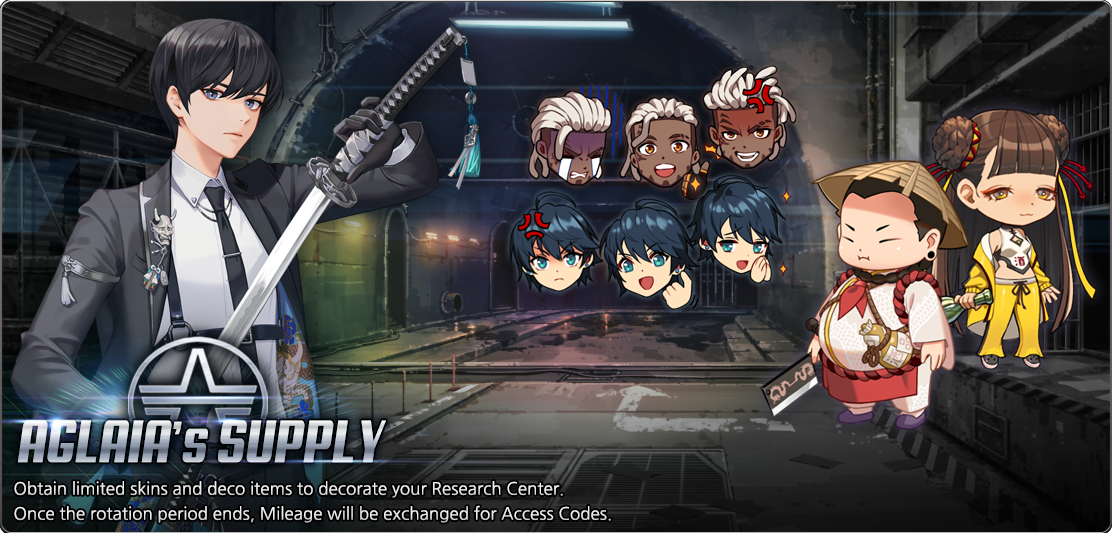 酒
AGLAIA's SUPPLY
Obtain limited skins and deco items to decorate your Research Center.
Once the rotation period ends, Mileage will be exchanged for Access Codes.